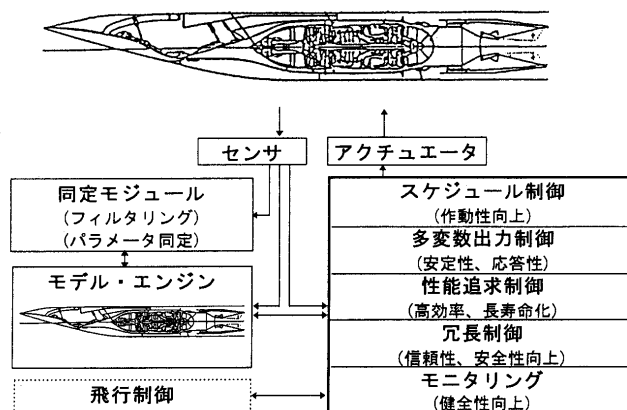 センサ
アクチュエータ
同定モジュール
(フィルタリング)
(パラメータ同定)
モデル・エンジン
飛行制御
スケジュール制御
(作動性向上)
多変数出力制御
(安定性、応答性)
性能追求制御
(高効率、長寿命化)
冗長制御
(信頼性、安全性向上)
モニタリング
(健全性向上)